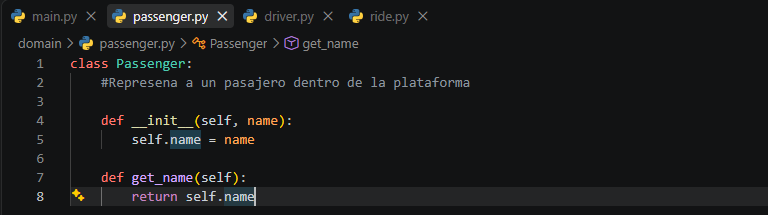 main.py passenger.py driver.py ride.py
domain > passenger.py > Passenger > get_name
1 class Passenger:
2 #Represena a un pasajero dentro de la plataforma
3
4 def __init__(self, name):
5 self.name = name
6
7 def get_name(self):
8 return self.name